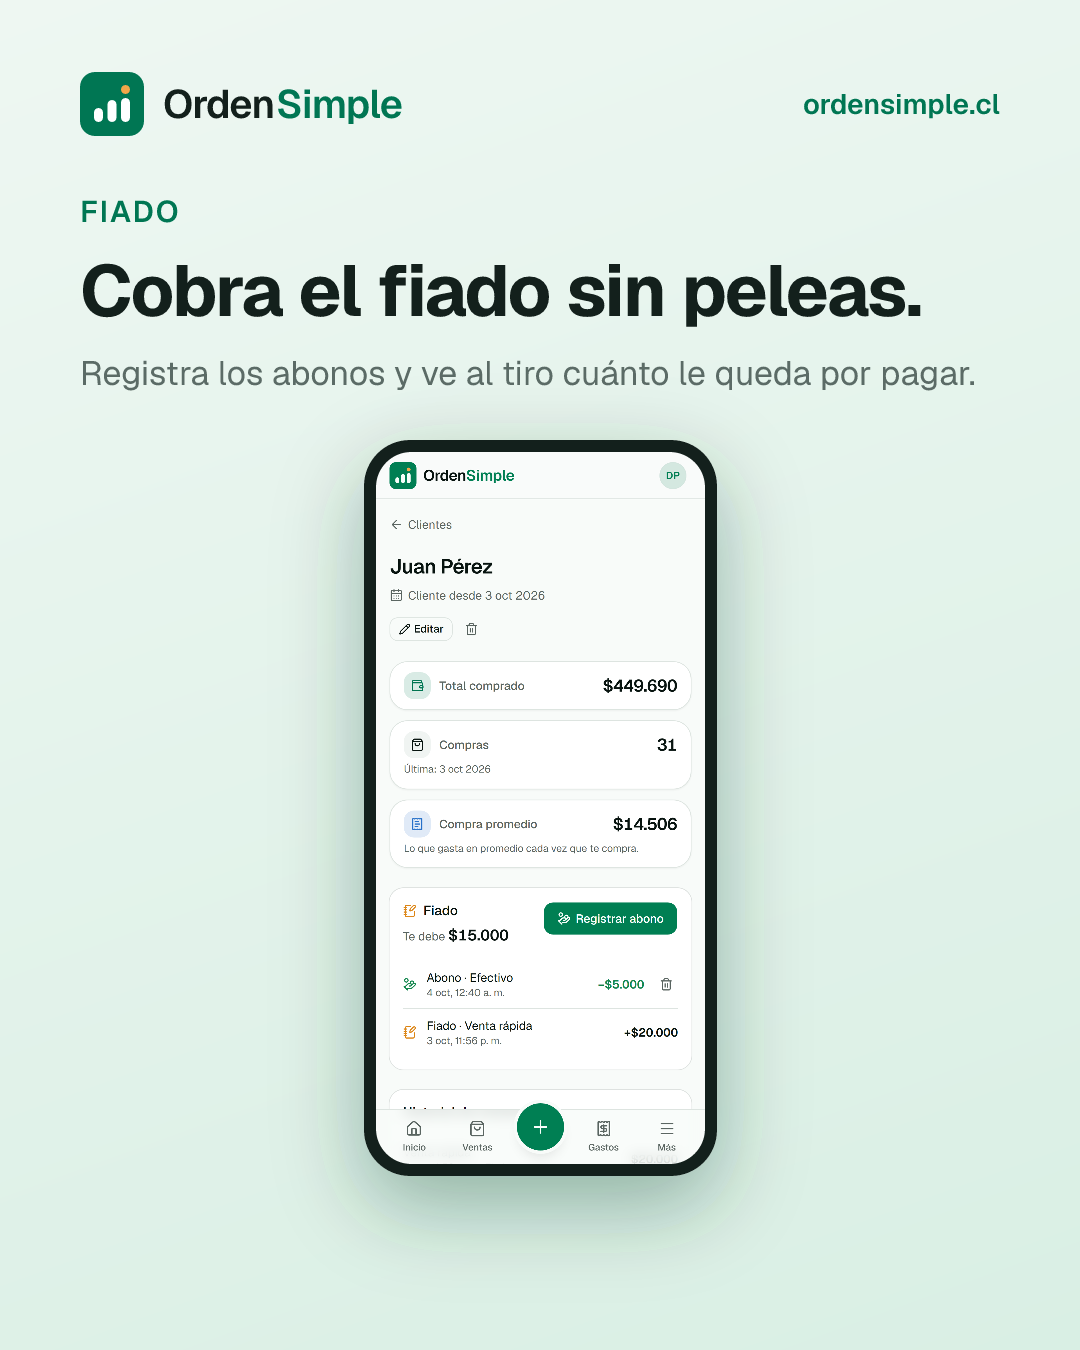 OrdenSimple
ordensimple.cl
FIADO
Cobra el fiado sin peleas.
Registra los abonos y ve al tiro cuánto le queda por pagar.
OrdenSimple
DP
← Clientes
Juan Pérez
Cliente desde 3 oct 2026
Editar
Total comprado $449.690
Compras 31
Última: 3 oct 2026
Compra promedio $14.506
Lo que gasta en promedio cada vez que te compra.
Fiado
Registrar abono
Te debe $15.000
Abono · Efectivo
−$5.000
4 oct, 12:40 a. m.
Fiado · Venta rápida
+$20.000
3 oct, 11:56 p. m.
Inicio
Ventas
+
Gastos
Más
$20.000